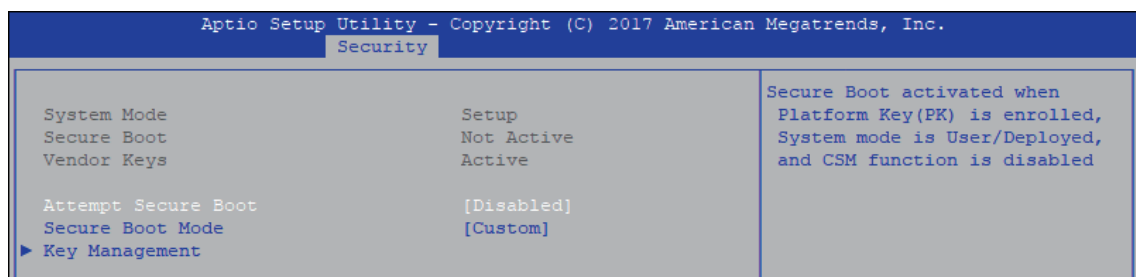 Aptio Setup Utility - Copyright (C) 2017 American Megatrends, Inc.
Security
System Mode Setup
Secure Boot Not Active
Vendor Keys Active
Attempt Secure Boot [Disabled]
Secure Boot Mode [Custom]
► Key Management
Secure Boot activated when
Platform Key(PK) is enrolled,
System mode is User/Deployed,
and CSM function is disabled